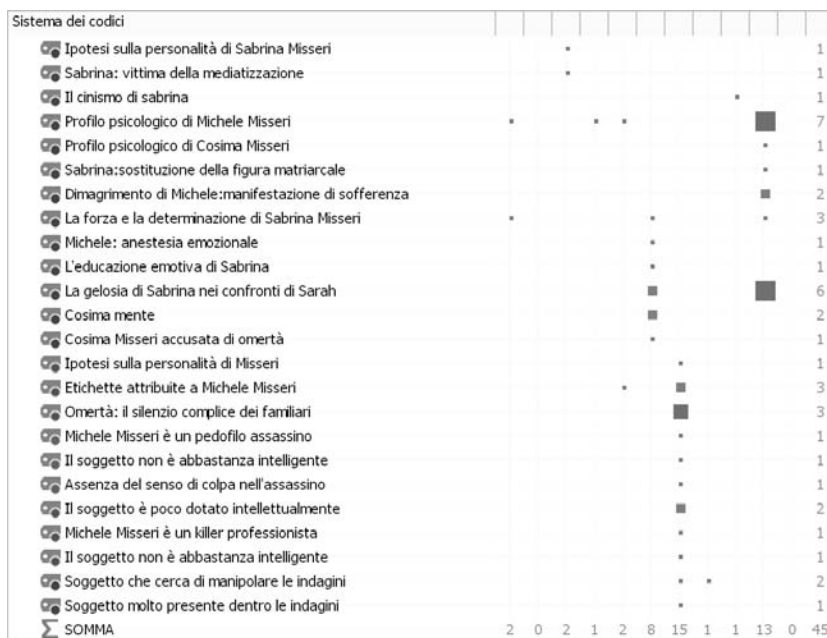 Sistema dei codici
Ipotesi sulla personalità di Sabrina Misseri 1
Sabrina: vittima della mediatizzazione 1
Il cinismo di sabrina 1
Profilo psicologico di Michele Misseri 7
Profilo psicologico di Cosima Misseri 1
Sabrina:sostituzione della figura matriarcale 1
Dimagrimento di Michele:manifestazione di sofferenza 2
La forza e la determinazione di Sabrina Misseri 3
Michele: anestesia emozionale 1
L'educazione emotiva di Sabrina 1
La gelosia di Sabrina nei confronti di Sarah 6
Cosima mente 2
Cosima Misseri accusata di omertà 1
Ipotesi sulla personalità di Misseri 1
Etichette attribuite a Michele Misseri 3
Omertà: il silenzio complice dei familiari 3
Michele Misseri è un pedofilo assassino 1
Il soggetto non è abbastanza intelligente 1
Assenza del senso di colpa nell'assassino 1
Il soggetto è poco dotato intellettualmente 2
Michele Misseri è un killer professionista 1
Il soggetto non è abbastanza intelligente 1
Soggetto che cerca di manipolare le indagini 2
Soggetto molto presente dentro le indagini 1
Σ SOMMA 2 0 2 1 2 8 15 1 1 13 0 45